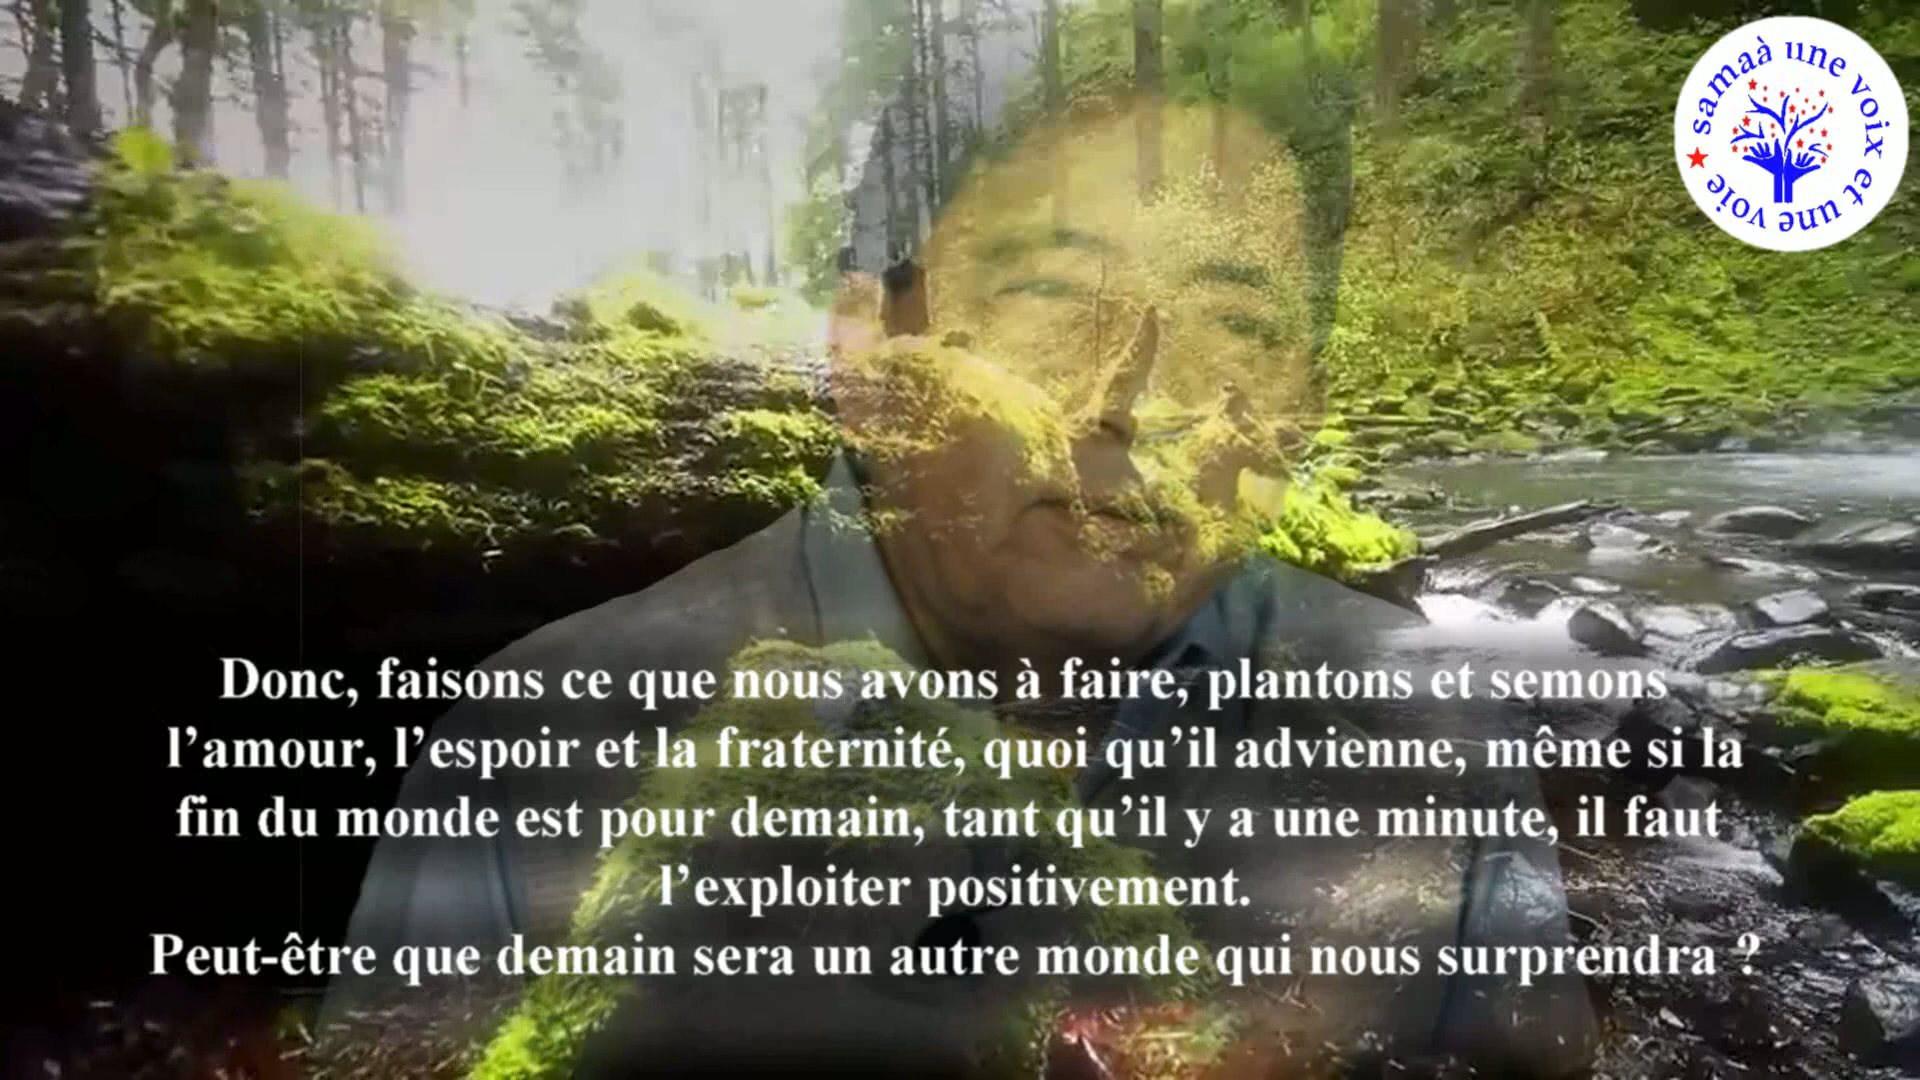 samaà une voix et une voie
Donc, faisons ce que nous avons à faire, plantons et semons
l’amour, l’espoir et la fraternité, quoi qu’il advienne, même si la
fin du monde est pour demain, tant qu’il y a une minute, il faut
l’exploiter positivement.
Peut-être que demain sera un autre monde qui nous surprendra ?